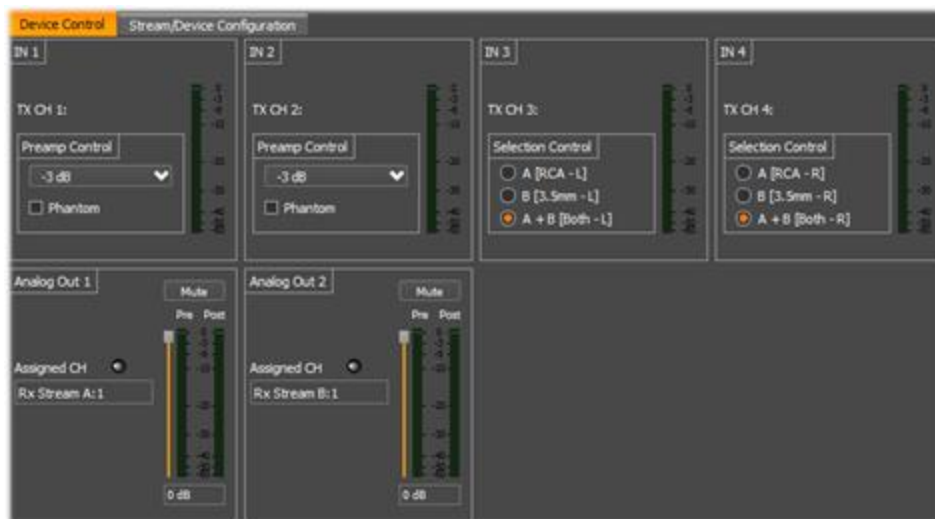 Device Control
Stream/Device Configuration
IN 1
TX CH 1:
Preamp Control
-3 dB
Phantom
IN 2
TX CH 2:
Preamp Control
-3 dB
Phantom
IN 3
TX CH 3:
Selection Control
A [RCA - L]
B [3.5mm - L]
A + B [Both - L]
IN 4
TX CH 4:
Selection Control
A [RCA - R]
B [3.5mm - R]
A + B [Both - R]
Analog Out 1
Mute
Pre Post
Assigned CH
Rx Stream A:1
0 dB
Analog Out 2
Mute
Pre Post
Assigned CH
Rx Stream B:1
0 dB